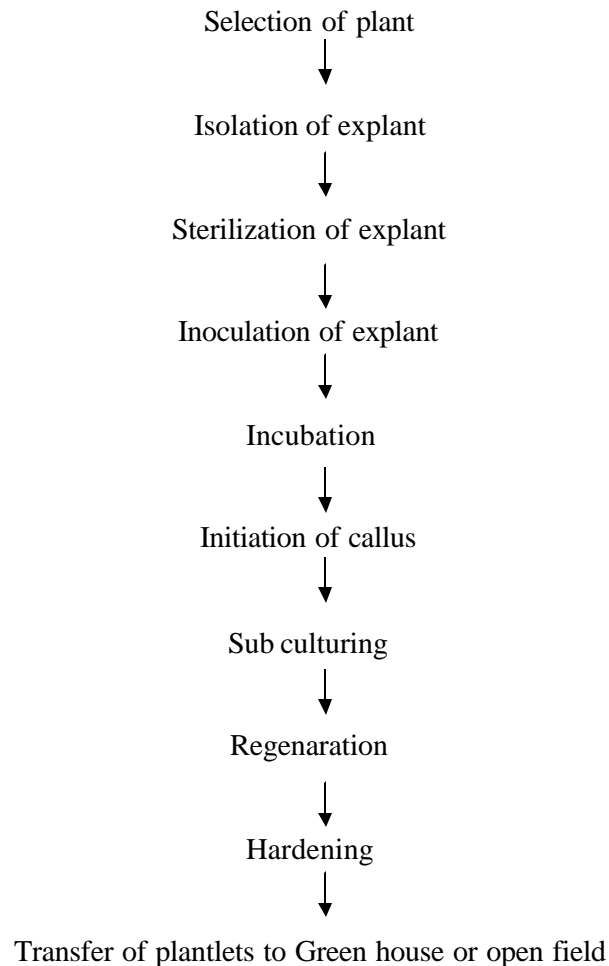 Selection of plant
Isolation of explant
Sterilization of explant
Inoculation of explant
Incubation
Initiation of callus
Sub culturing
Regenaration
Hardening
Transfer of plantlets to Green house or open field